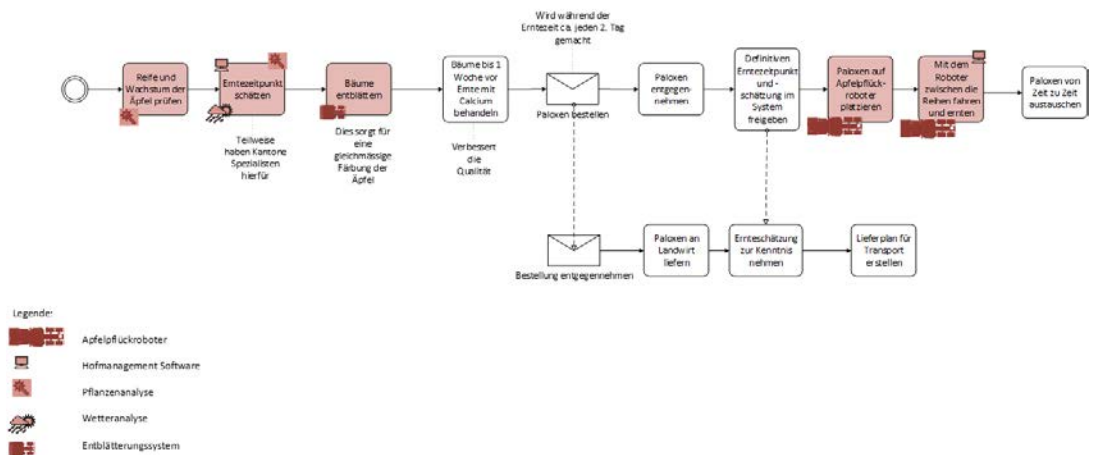 Wird während der
Erntezeit ca. jeden 2. Tag
gemacht
Reife und
Wachstum der
Äpfel prüfen
Erntezeitpunkt
schätzen
Teilweise
haben Kantone
Spezialisten
hierfür
Bäume
entblättern
Dies sorgt für
eine
gleichmässige
Färbung der
Äpfel
Bäume bis 1
Woche vor
Ernte mit
Calcium
behandeln
Verbessert
die
Qualität
Paloxen bestellen
Paloxen
entgegen-
nehmen
Definitiven
Erntezeitpunkt
und -
schätzung im
System
freigeben
Paloxen auf
Apfelpflück-
roboter
platzieren
Mit dem
Roboter
zwischen die
Reihen fahren
und ernten
Paloxen von
Zeit zu Zeit
austauschen
Bestellung entgegennehmen
Paloxen an
Landwirt
liefern
Ernteschätzung
zur Kenntnis
nehmen
Lieferplan für
Transport
erstellen
Legende:
Apfelpflückroboter
Hofmanagement Software
Pflanzenanalyse
Wetteranalyse
Entblätterungssystem